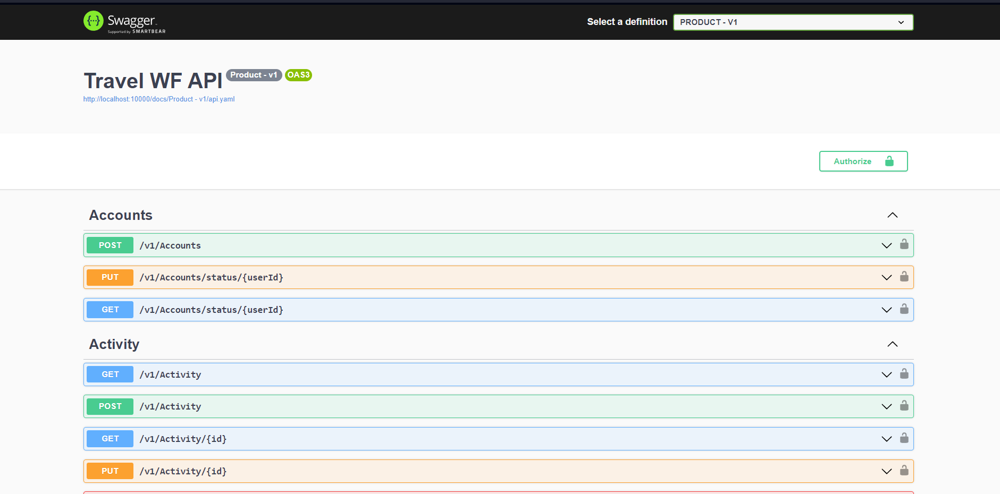 Swagger
Supported by SMARTBEAR
Select a definition
PRODUCT - V1
Travel WF API
Product - v1
OAS3
http://localhost:10000/docs/Product - v1/api.yaml
Authorize
Accounts
POST /v1/Accounts
PUT /v1/Accounts/status/{userId}
GET /v1/Accounts/status/{userId}
Activity
GET /v1/Activity
POST /v1/Activity
GET /v1/Activity/{id}
PUT /v1/Activity/{id}